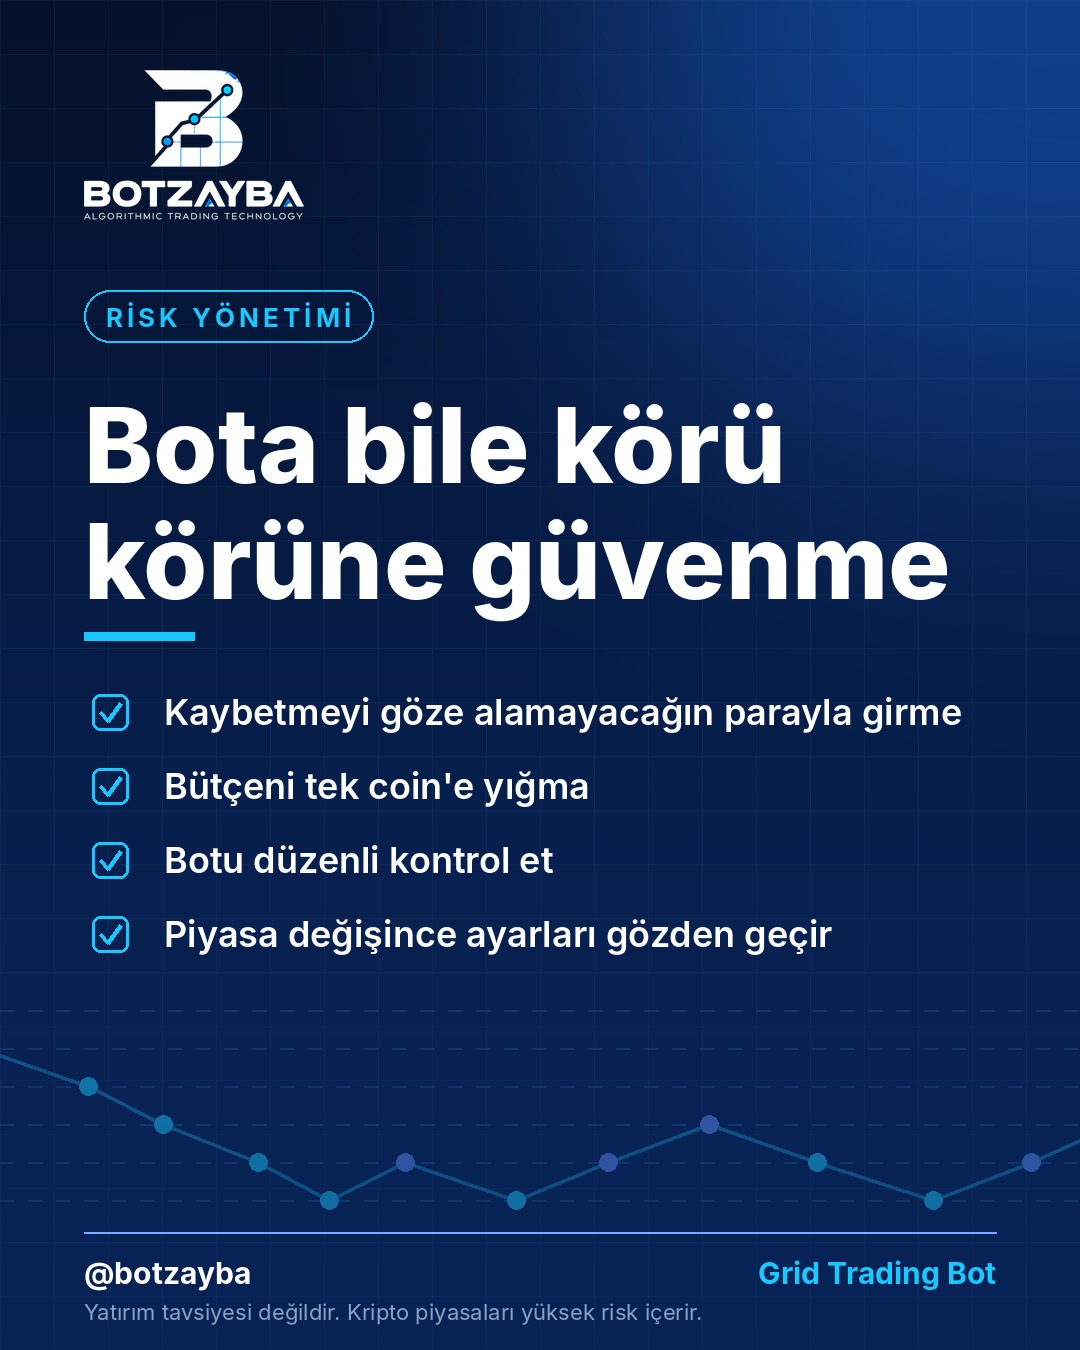 BOTZAYBA
ALGORITHMIC TRADING TECHNOLOGY
RİSK YÖNETİMİ
Bota bile körü
körüne güvenme
Kaybetmeyi göze alamayacağın parayla girme
Bütçeni tek coin'e yığma
Botu düzenli kontrol et
Piyasa değişince ayarları gözden geçir
@botzayba
Grid Trading Bot
Yatırım tavsiyesi değildir. Kripto piyasaları yüksek risk içerir.